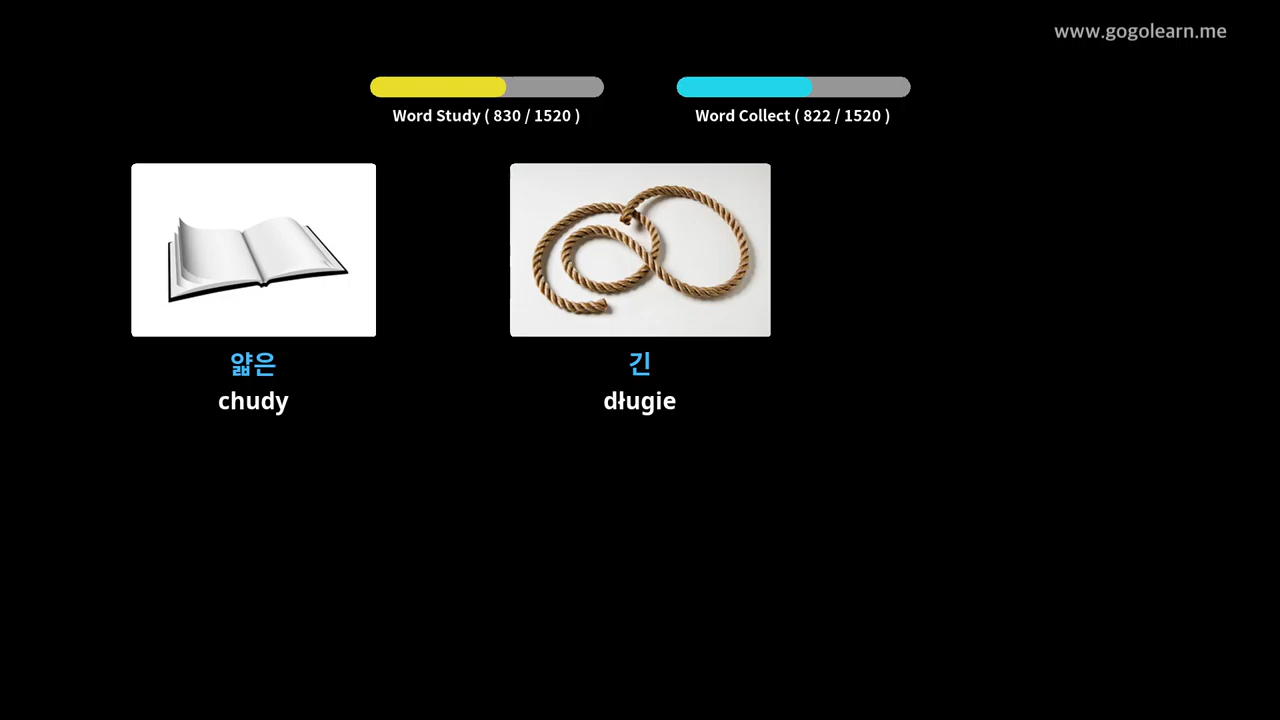 www.gogolearn.me
Word Study ( 830 / 1520 )
Word Collect ( 822 / 1520 )
얇은
chudy
긴
długie